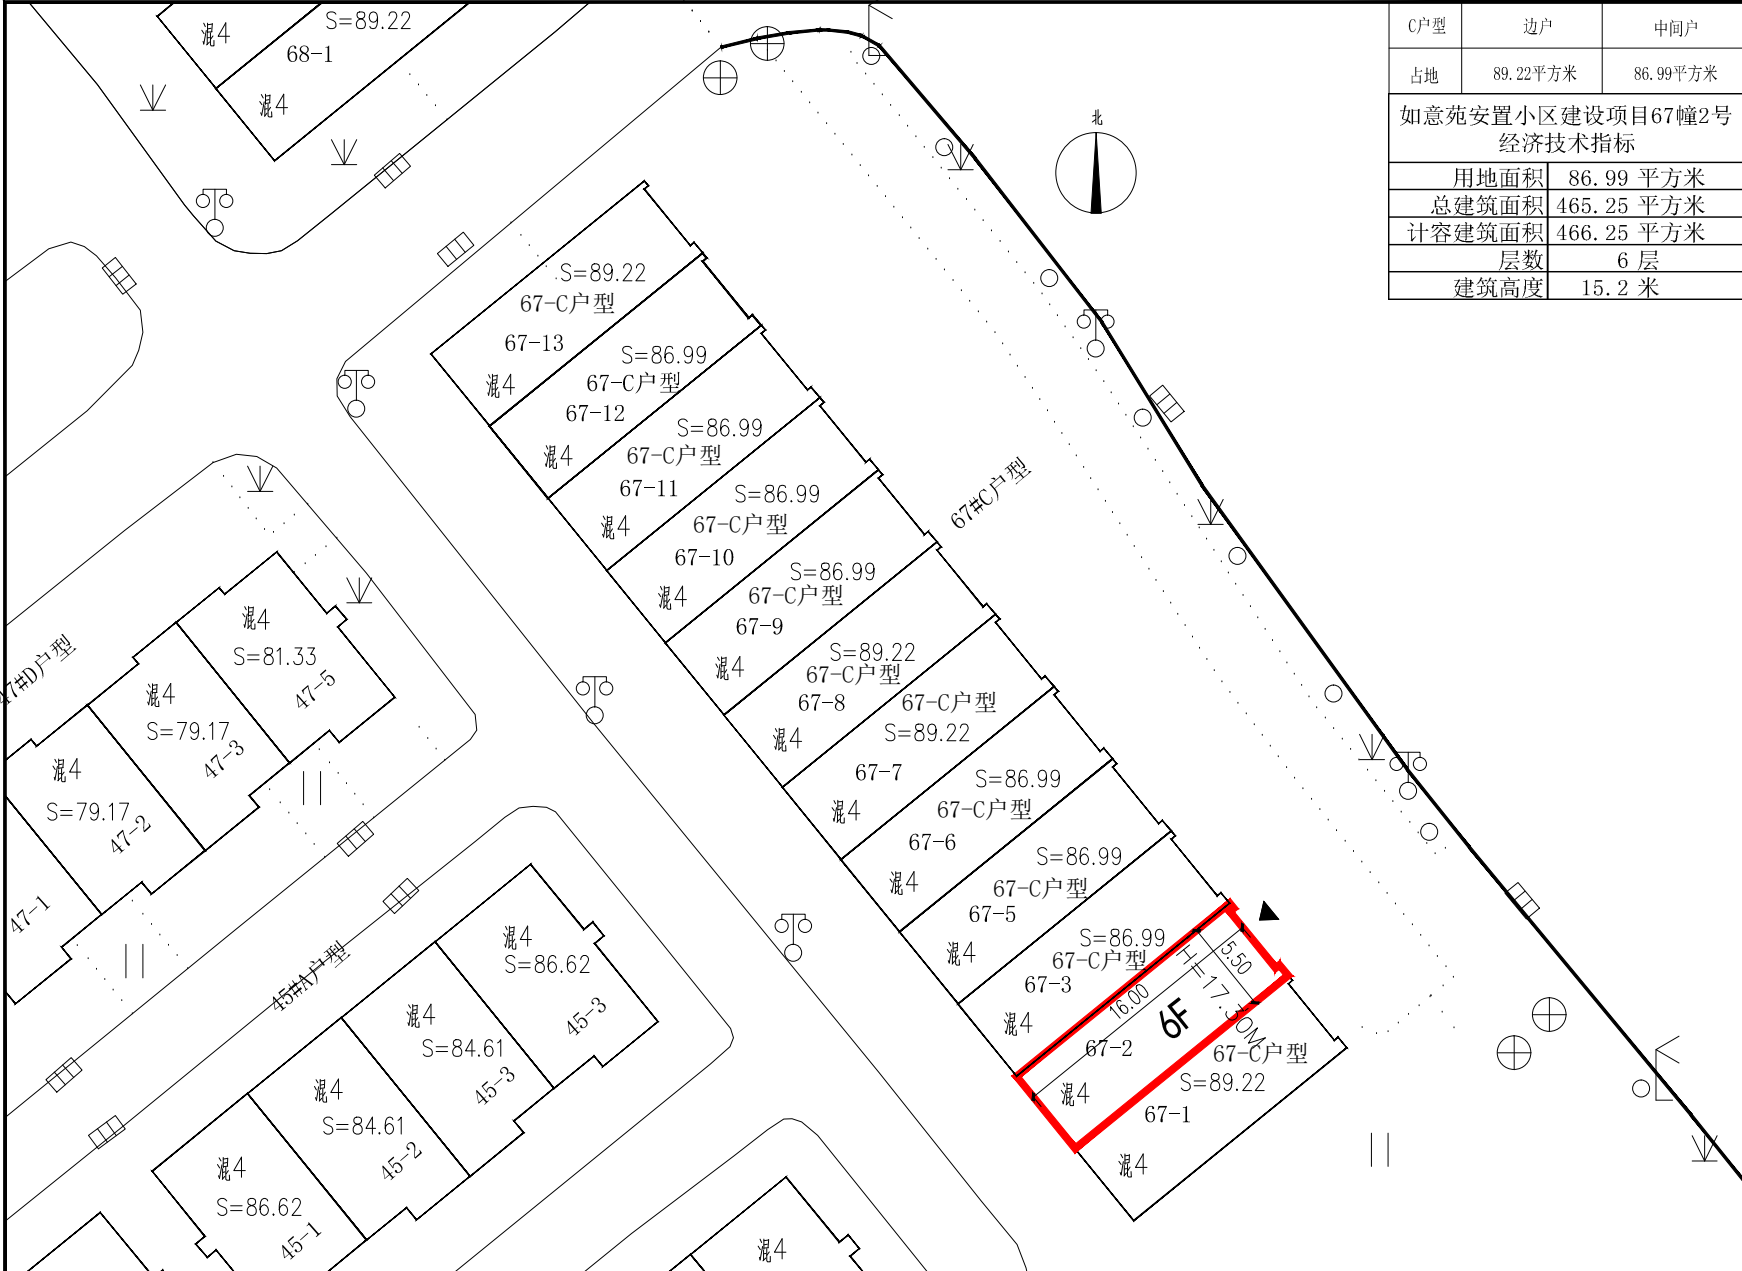 C户型 边户 中间户
占地 89.22平方米 86.99平方米
如意苑安置小区建设项目67幢2号
经济技术指标
用地面积 86.99 平方米
总建筑面积 465.25 平方米
计容建筑面积 466.25 平方米
层数 6 层
建筑高度 15.2 米
北
混4
S=89.22
68-1
混4
S=89.22
67-C户型
67-13
混4
S=86.99
67-C户型
67-12
混4
S=86.99
67-C户型
67-11
混4
S=86.99
67-C户型
67-10
混4
S=86.99
67-C户型
67-9
混4
S=89.22
67-C户型
67-8
混4
67-C户型
S=89.22
67-7
混4
S=86.99
67-C户型
67-6
混4
S=86.99
67-C户型
67-5
混4
S=86.99
67-C户型
67-3
混4
5.50
16.00
H=17.30M
6F
67-2
混4
67-C户型
S=89.22
67-1
混4
67#C户型
47#D户型
混4
S=81.33
47-5
混4
S=79.17
47-3
混4
S=79.17
47-2
47-1
45#A户型
混4
S=86.62
45-3
混4
S=84.61
45-3
混4
S=84.61
45-2
混4
S=86.62
45-1
混4